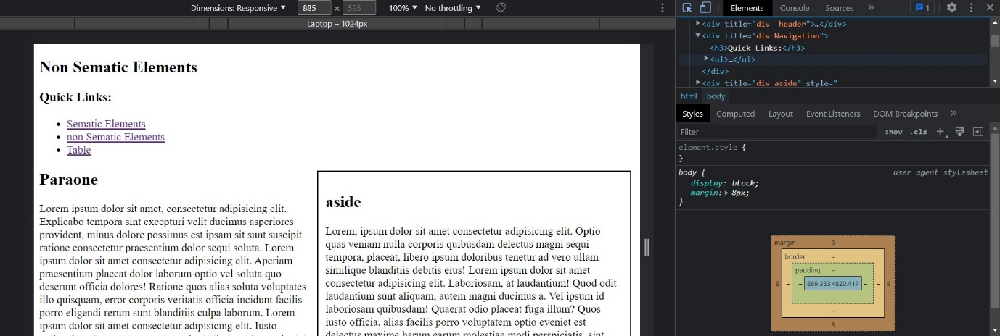 Dimensions: Responsive ▼ 885 × 595 100% ▼ No throttling ▼
Laptop – 1024px
Non Sematic Elements
Quick Links:
• Sematic Elements
• non Sematic Elements
• Table
Paraone
Lorem ipsum dolor sit amet, consectetur adipisicing elit.
Explicabo tempora sint excepturi velit ducimus asperiores
provident, minus dolore possimus est ipsam sit sunt suscipit
ratione consectetur praesentium dolor sequi soluta. Lorem
ipsum dolor sit amet consectetur adipisicing elit. Aperiam
praesentium placeat dolor laborum optio vel soluta quo
deserunt officia dolores! Ratione quos alias soluta voluptates
illo quisquam, error corporis veritatis officia incidunt facilis
porro eligendi rerum sunt blanditiis culpa laborum. Lorem
ipsum dolor sit amet consectetur adipisicing elit. Iusto
aside
Lorem, ipsum dolor sit amet consectetur adipisicing elit. Optio
quas veniam nulla corporis quibusdam delectus magni sequi
tempora, placeat, libero ipsum doloribus tenetur ad vero ullam
similique blanditiis debitis eius! Lorem ipsum dolor sit amet
consectetur adipisicing elit. Laboriosam, at laudantium! Quod odit
laudantium sunt aliquam, autem magni ducimus a. Vel ipsum id
laboriosam quibusdam! Quaerat odio placeat fuga illum? Quos
iusto officia, alias facilis porro voluptatem optio eveniet est
delectus maxime harum earum molestiae modi perspiciatis, sint
Elements Console Sources » 1
<div title="div  header">…</div>
<div title="div Navigation">
<h3>Quick Links:</h3>
<ul>…</ul>
</div>
<div title="div aside" style="
html body
Styles Computed Layout Event Listeners DOM Breakpoints »
Filter :hov .cls +
element.style {
}
body { user agent stylesheet
display: block;
margin: 8px;
}
margin 8
border –
padding –
8 – – 869.333×820.417 – – 8
–
–
8